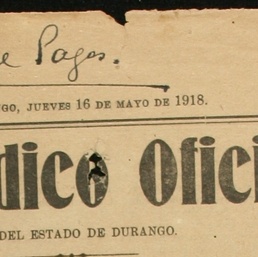 e Pagos.
NGO, JUEVES 16 DE MAYO DE 1918.
dico Ofici
DEL ESTADO DE DURANGO.